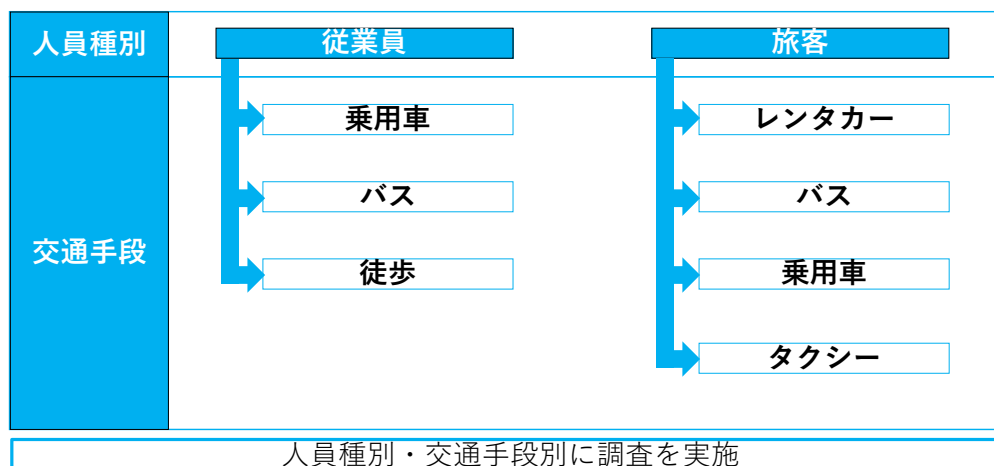 人員種別
従業員
旅客
交通手段
乗用車
バス
徒歩
レンタカー
バス
乗用車
タクシー
人員種別・交通手段別に調査を実施